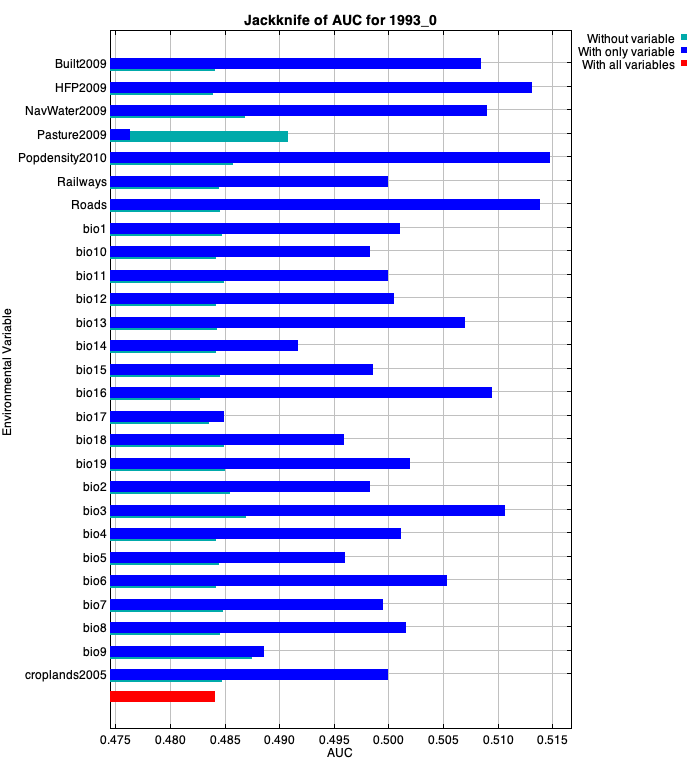 Jackknife of AUC for 1993_0
Without variable
With only variable
With all variables
Environmental Variable
Built2009
HFP2009
NavWater2009
Pasture2009
Popdensity2010
Railways
Roads
bio1
bio10
bio11
bio12
bio13
bio14
bio15
bio16
bio17
bio18
bio19
bio2
bio3
bio4
bio5
bio6
bio7
bio8
bio9
croplands2005
0.475 0.480 0.485 0.490 0.495 0.500 0.505 0.510 0.515
AUC